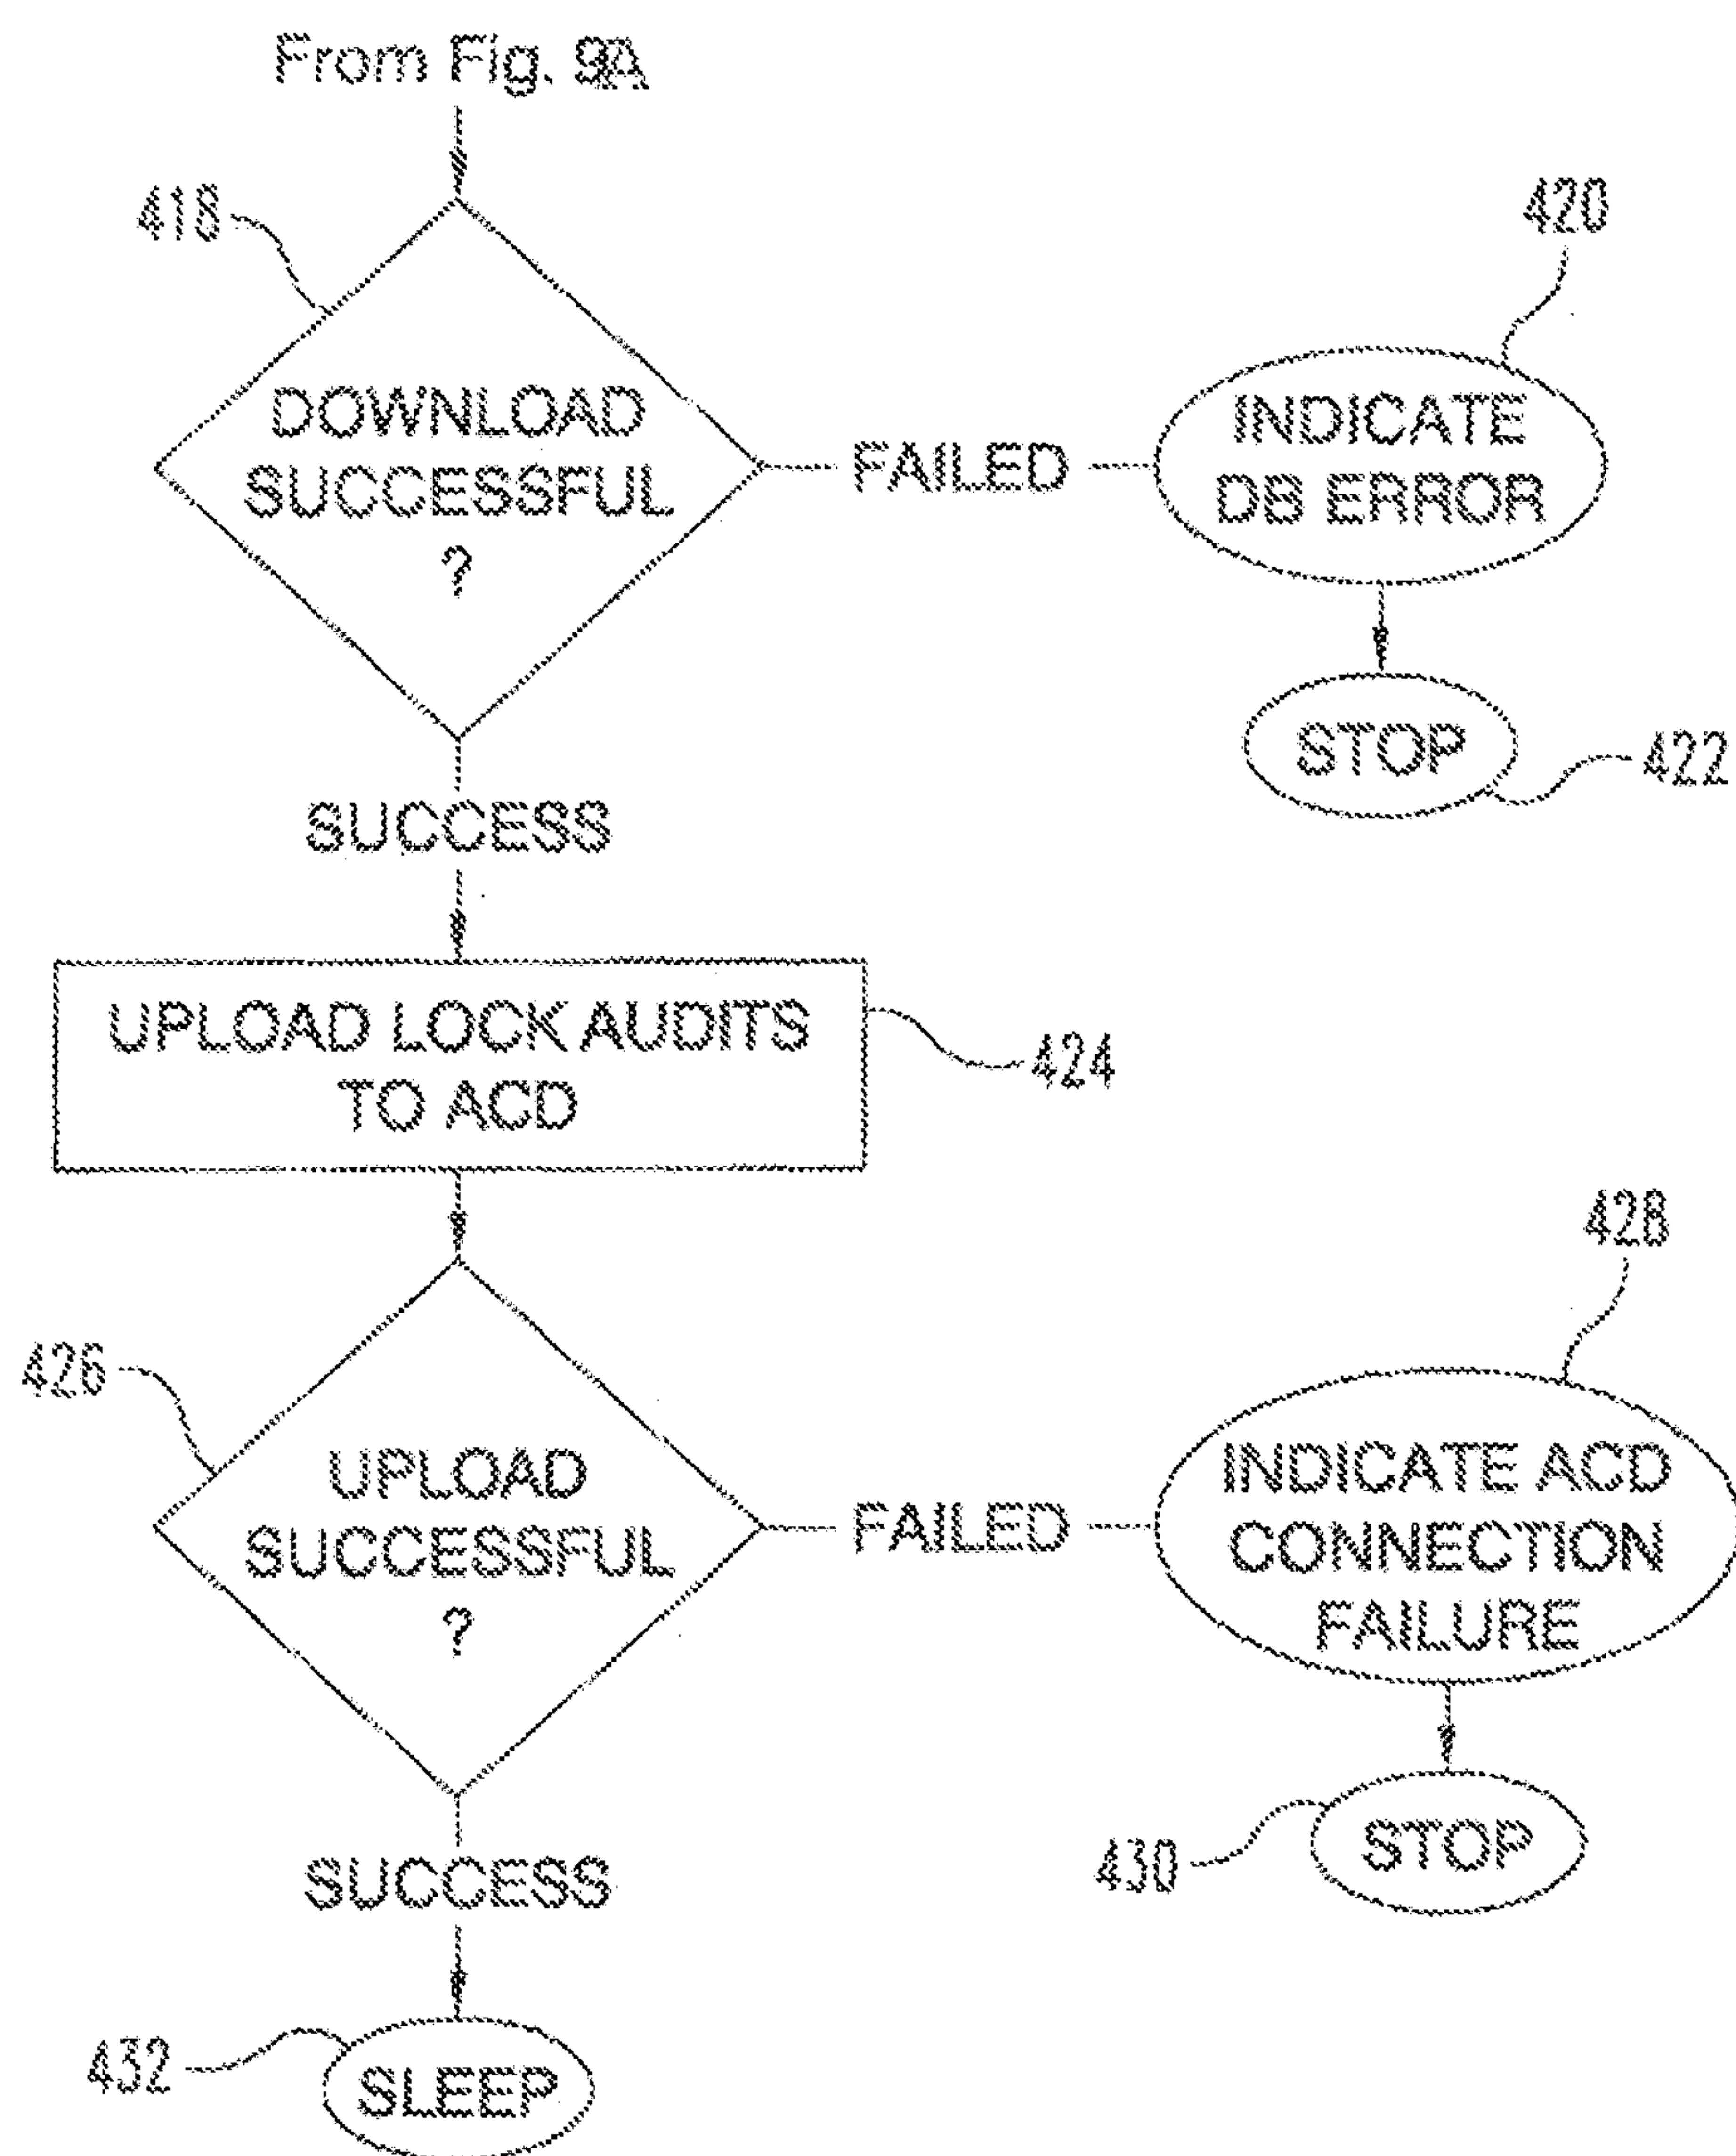 From Fig. 9A
418
420
DOWNLOAD
SUCCESSFUL
?
FAILED
INDICATE
DB ERROR
STOP
422
SUCCESS
UPLOAD LOCK AUDITS
TO ACD
424
426
428
UPLOAD
SUCCESSFUL
?
FAILED
INDICATE ACD
CONNECTION
FAILURE
430
STOP
SUCCESS
432
SLEEP